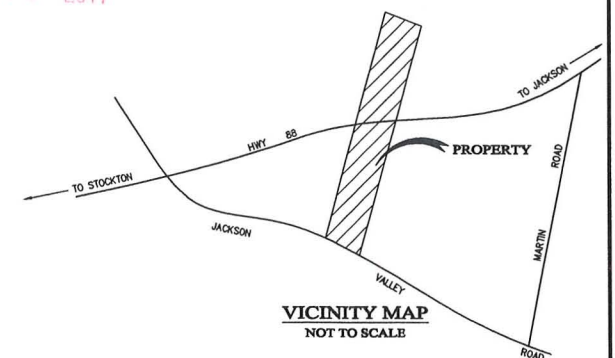 TO JACKSON
HWY 88
PROPERTY
ROAD
TO STOCKTON
JACKSON
MARTIN
VALLEY
VICINITY MAP
NOT TO SCALE
ROAD